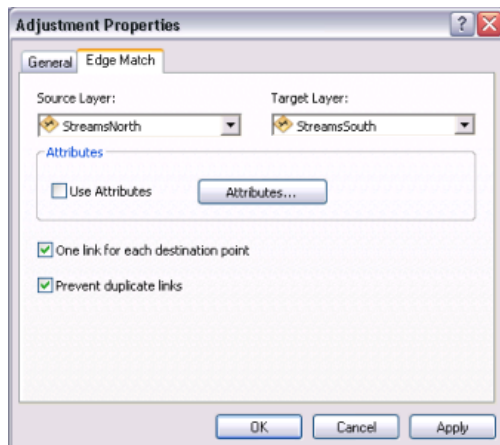 Adjustment Properties
General Edge Match
Source Layer: Target Layer:
StreamsNorth StreamsSouth
Attributes
Use Attributes Attributes...
One link for each destination point
Prevent duplicate links
OK Cancel Apply